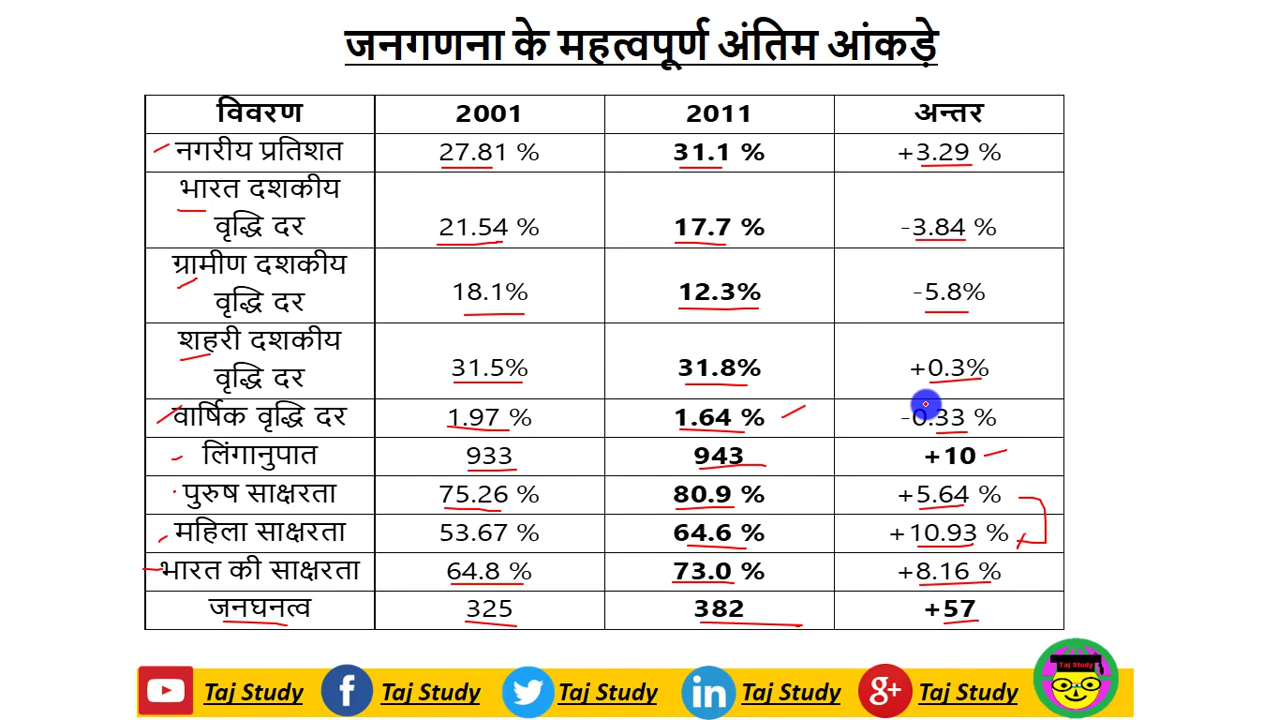 जनगणना के महत्वपूर्ण अंतिम आंकड़े
विवरण 2001 2011 अन्तर
नगरीय प्रतिशत 27.81 % 31.1 % +3.29 %
भारत दशकीय
वृद्धि दर 21.54 % 17.7 % -3.84 %
ग्रामीण दशकीय
वृद्धि दर 18.1% 12.3% -5.8%
शहरी दशकीय
वृद्धि दर 31.5% 31.8% +0.3%
वार्षिक वृद्धि दर 1.97 % 1.64 % -0.33 %
लिंगानुपात 933 943 +10
पुरुष साक्षरता 75.26 % 80.9 % +5.64 %
महिला साक्षरता 53.67 % 64.6 % +10.93 %
भारत की साक्षरता 64.8 % 73.0 % +8.16 %
जनघनत्व 325 382 +57
Taj Study Taj Study Taj Study Taj Study Taj Study Taj Study